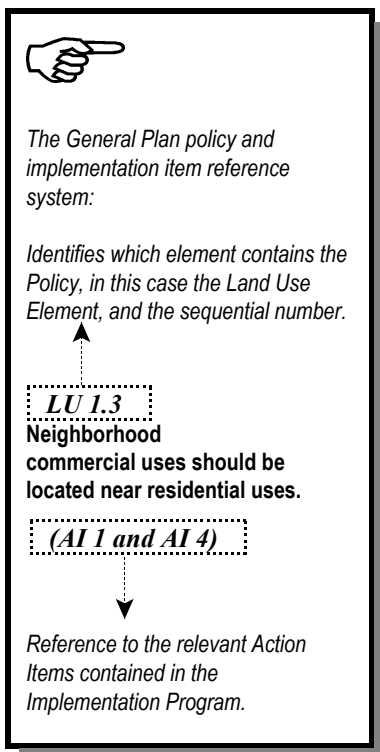 The General Plan policy and
implementation item reference
system:
Identifies which element contains the
Policy, in this case the Land Use
Element, and the sequential number.
LU 1.3
Neighborhood
commercial uses should be
located near residential uses.
(AI 1 and AI 4)
Reference to the relevant Action
Items contained in the
Implementation Program.